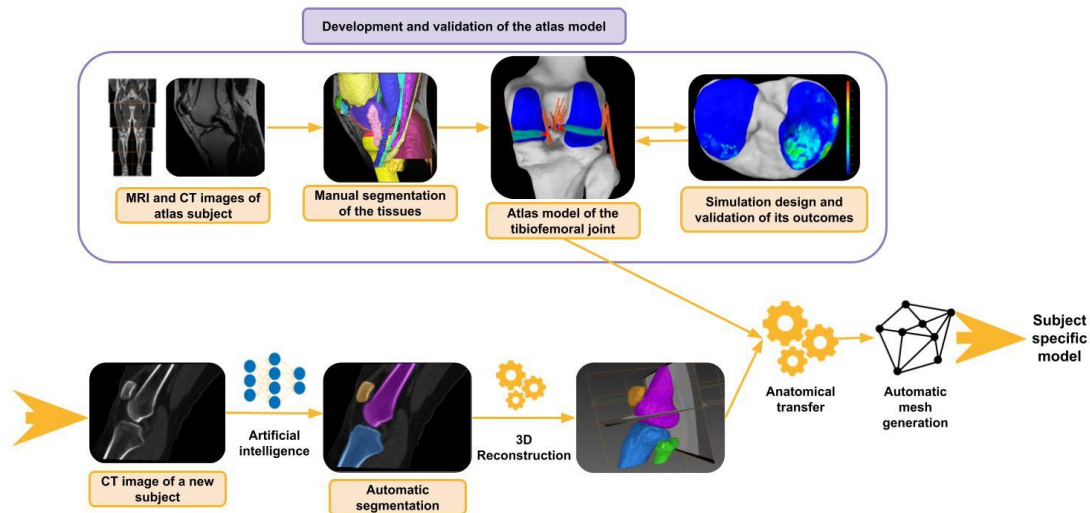 Development and validation of the atlas model
MRI and CT images of
atlas subject
Manual segmentation
of the tissues
Atlas model of the
tibiofemoral joint
Simulation design and
validation of its outcomes
Subject
specific
model
Anatomical
transfer
Automatic
mesh
generation
Artificial
intelligence
3D
Reconstruction
CT image of a new
subject
Automatic
segmentation